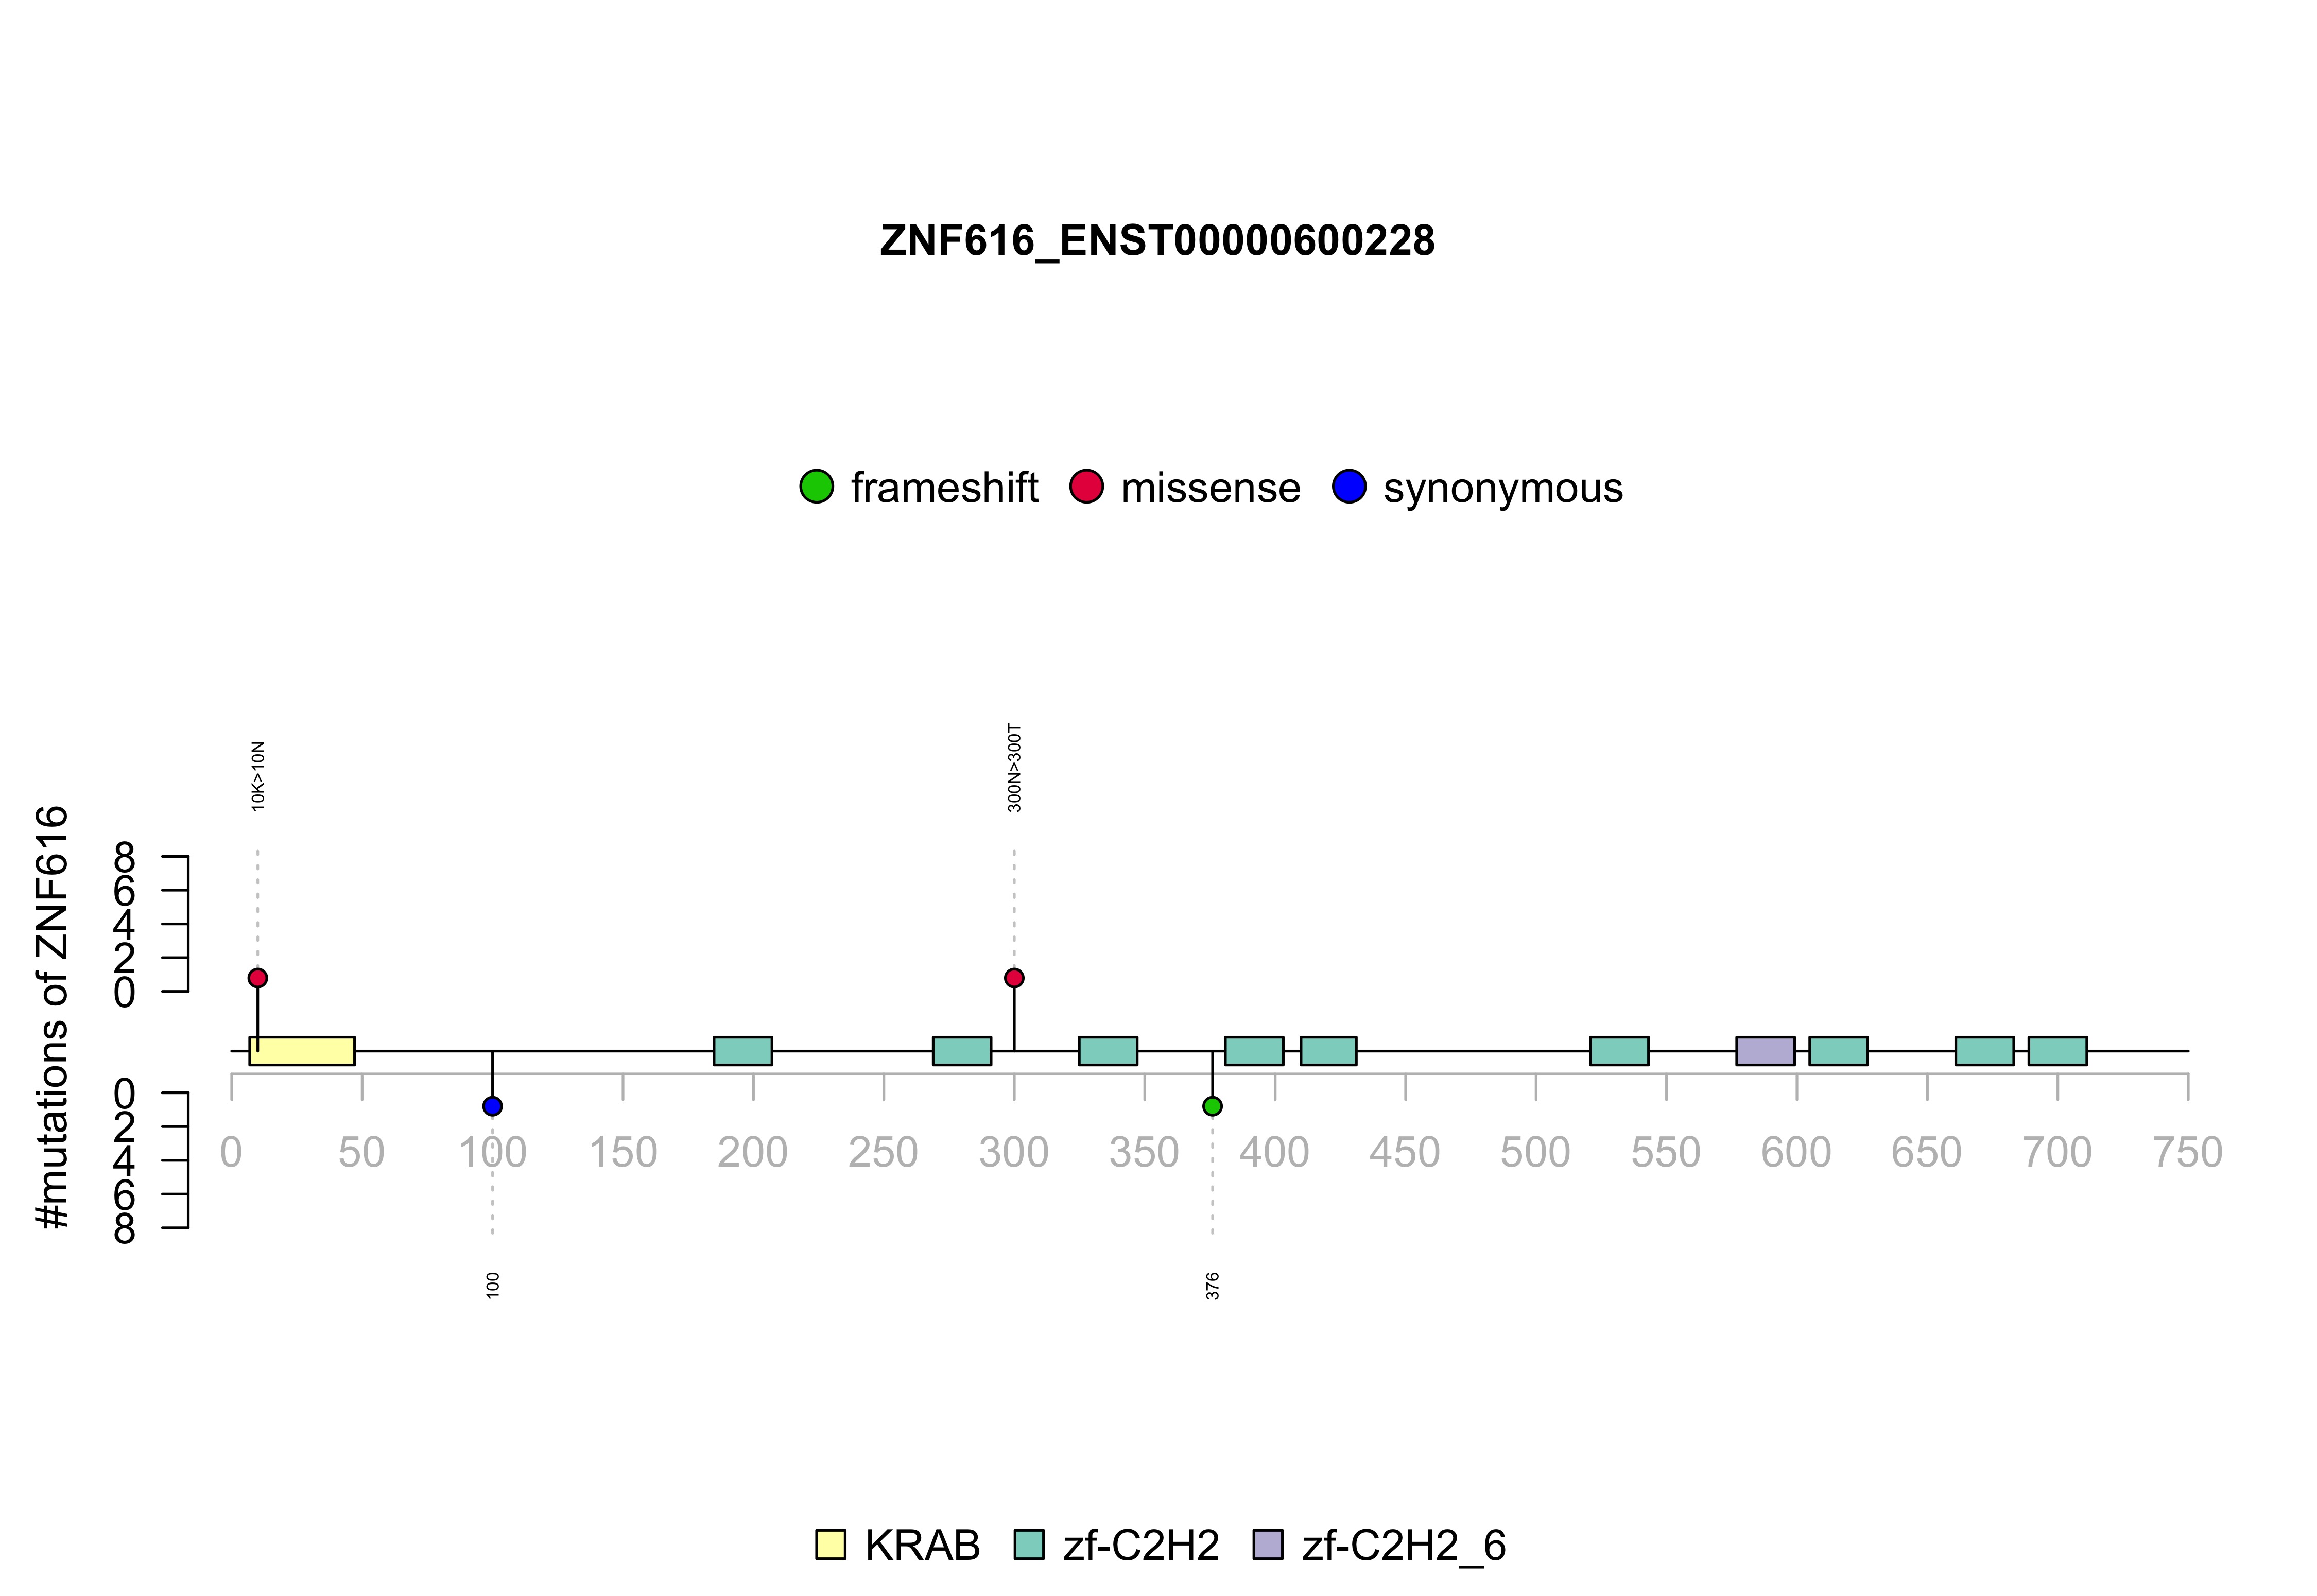 ZNF616_ENST00000600228
frameshift missense synonymous
10K>10N 300N>300T
#mutations of ZNF616
8
6
4
2
0
0
2
4
6
8
0 50 100 150 200 250 300 350 400 450 500 550 600 650 700 750
100 376
KRAB zf-C2H2 zf-C2H2_6